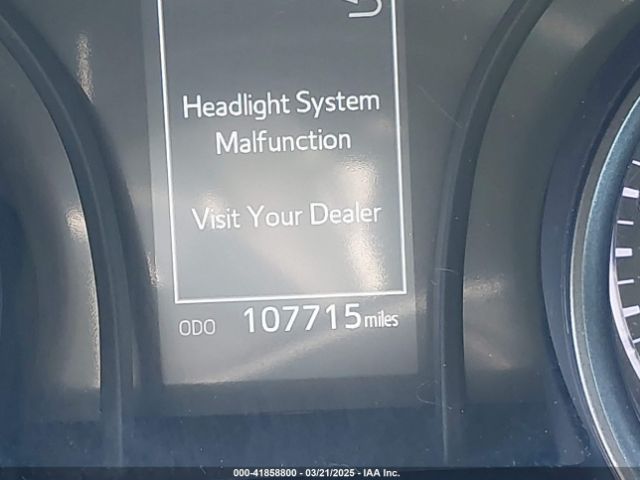 Headlight System
Malfunction
Visit Your Dealer
ODO 107715 miles
000-41858800 - 03/21/2025 - IAA Inc.